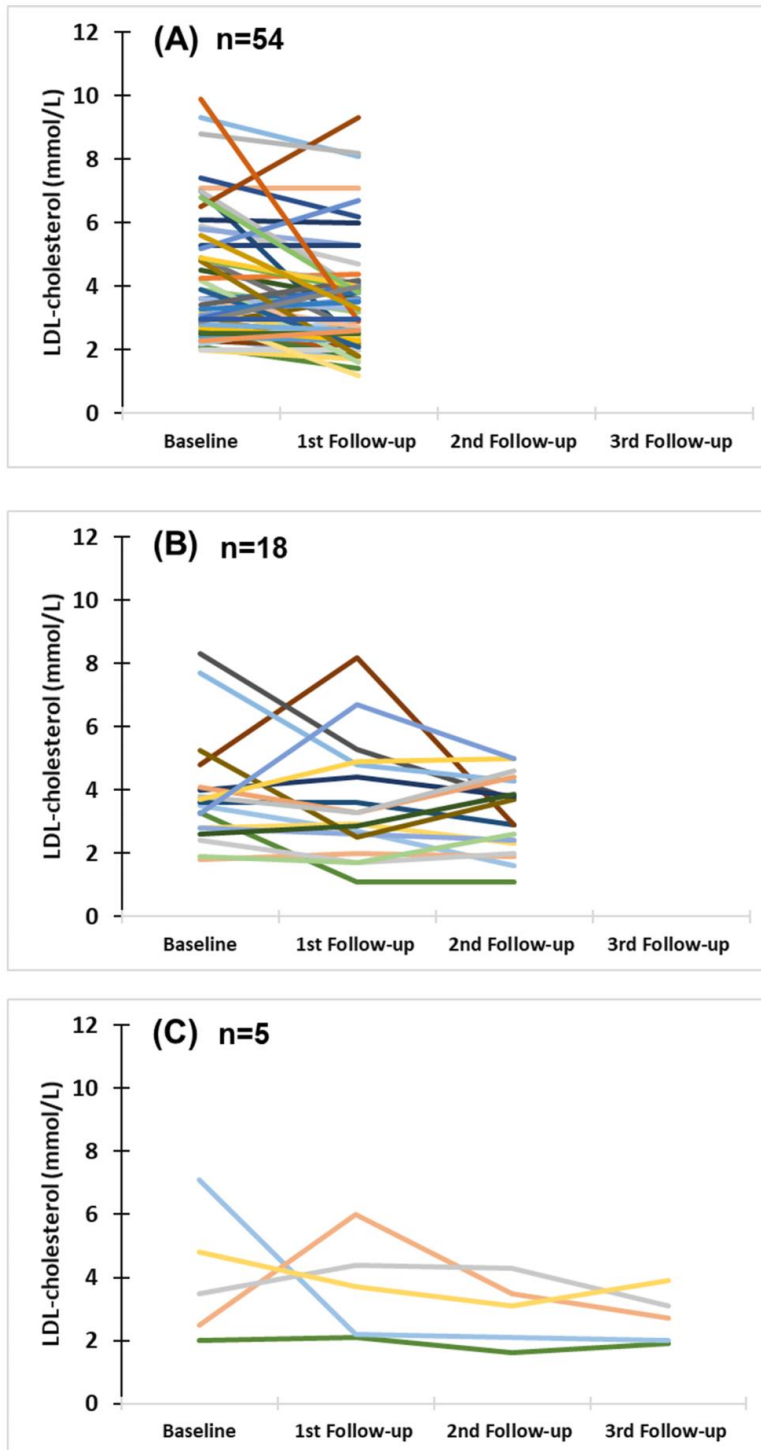 (A) n=54
LDL-cholesterol (mmol/L)
12
10
8
6
4
2
0
Baseline 1st Follow-up 2nd Follow-up 3rd Follow-up
(B) n=18
LDL-cholesterol (mmol/L)
12
10
8
6
4
2
0
Baseline 1st Follow-up 2nd Follow-up 3rd Follow-up
(C) n=5
LDL-cholesterol (mmol/L)
12
10
8
6
4
2
0
Baseline 1st Follow-up 2nd Follow-up 3rd Follow-up